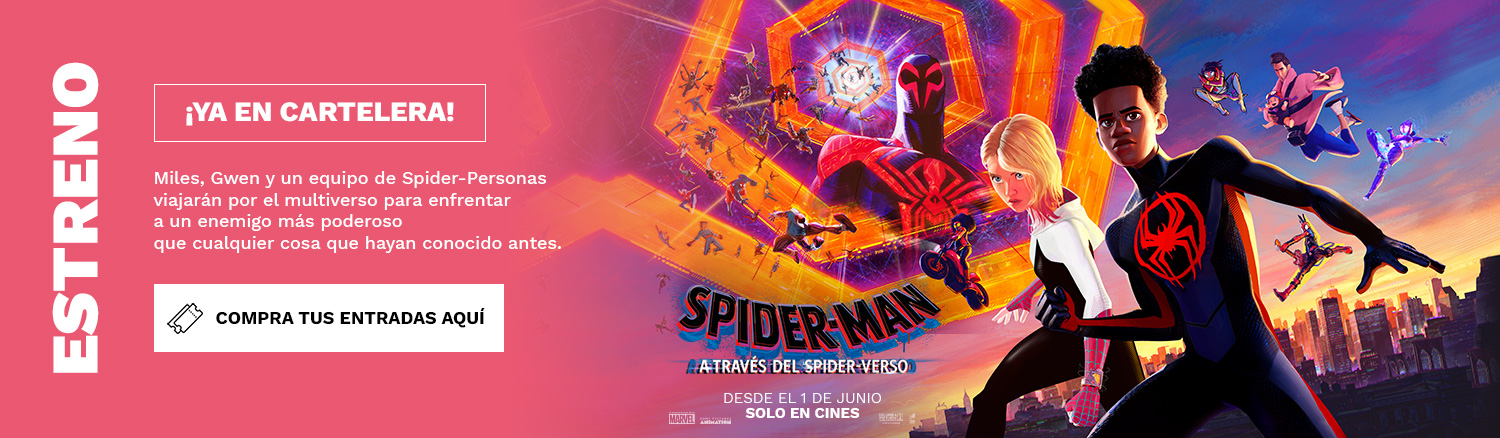 ESTRENO
¡YA EN CARTELERA!
Miles, Gwen y un equipo de Spider-Personas
viajarán por el multiverso para enfrentar
a un enemigo más poderoso
que cualquier cosa que hayan conocido antes.
COMPRA TUS ENTRADAS AQUÍ
SPIDER-MAN
A TRAVÉS DEL SPIDER-VERSO
DESDE EL 1 DE JUNIO
SOLO EN CINES
MARVEL
ANIMATION